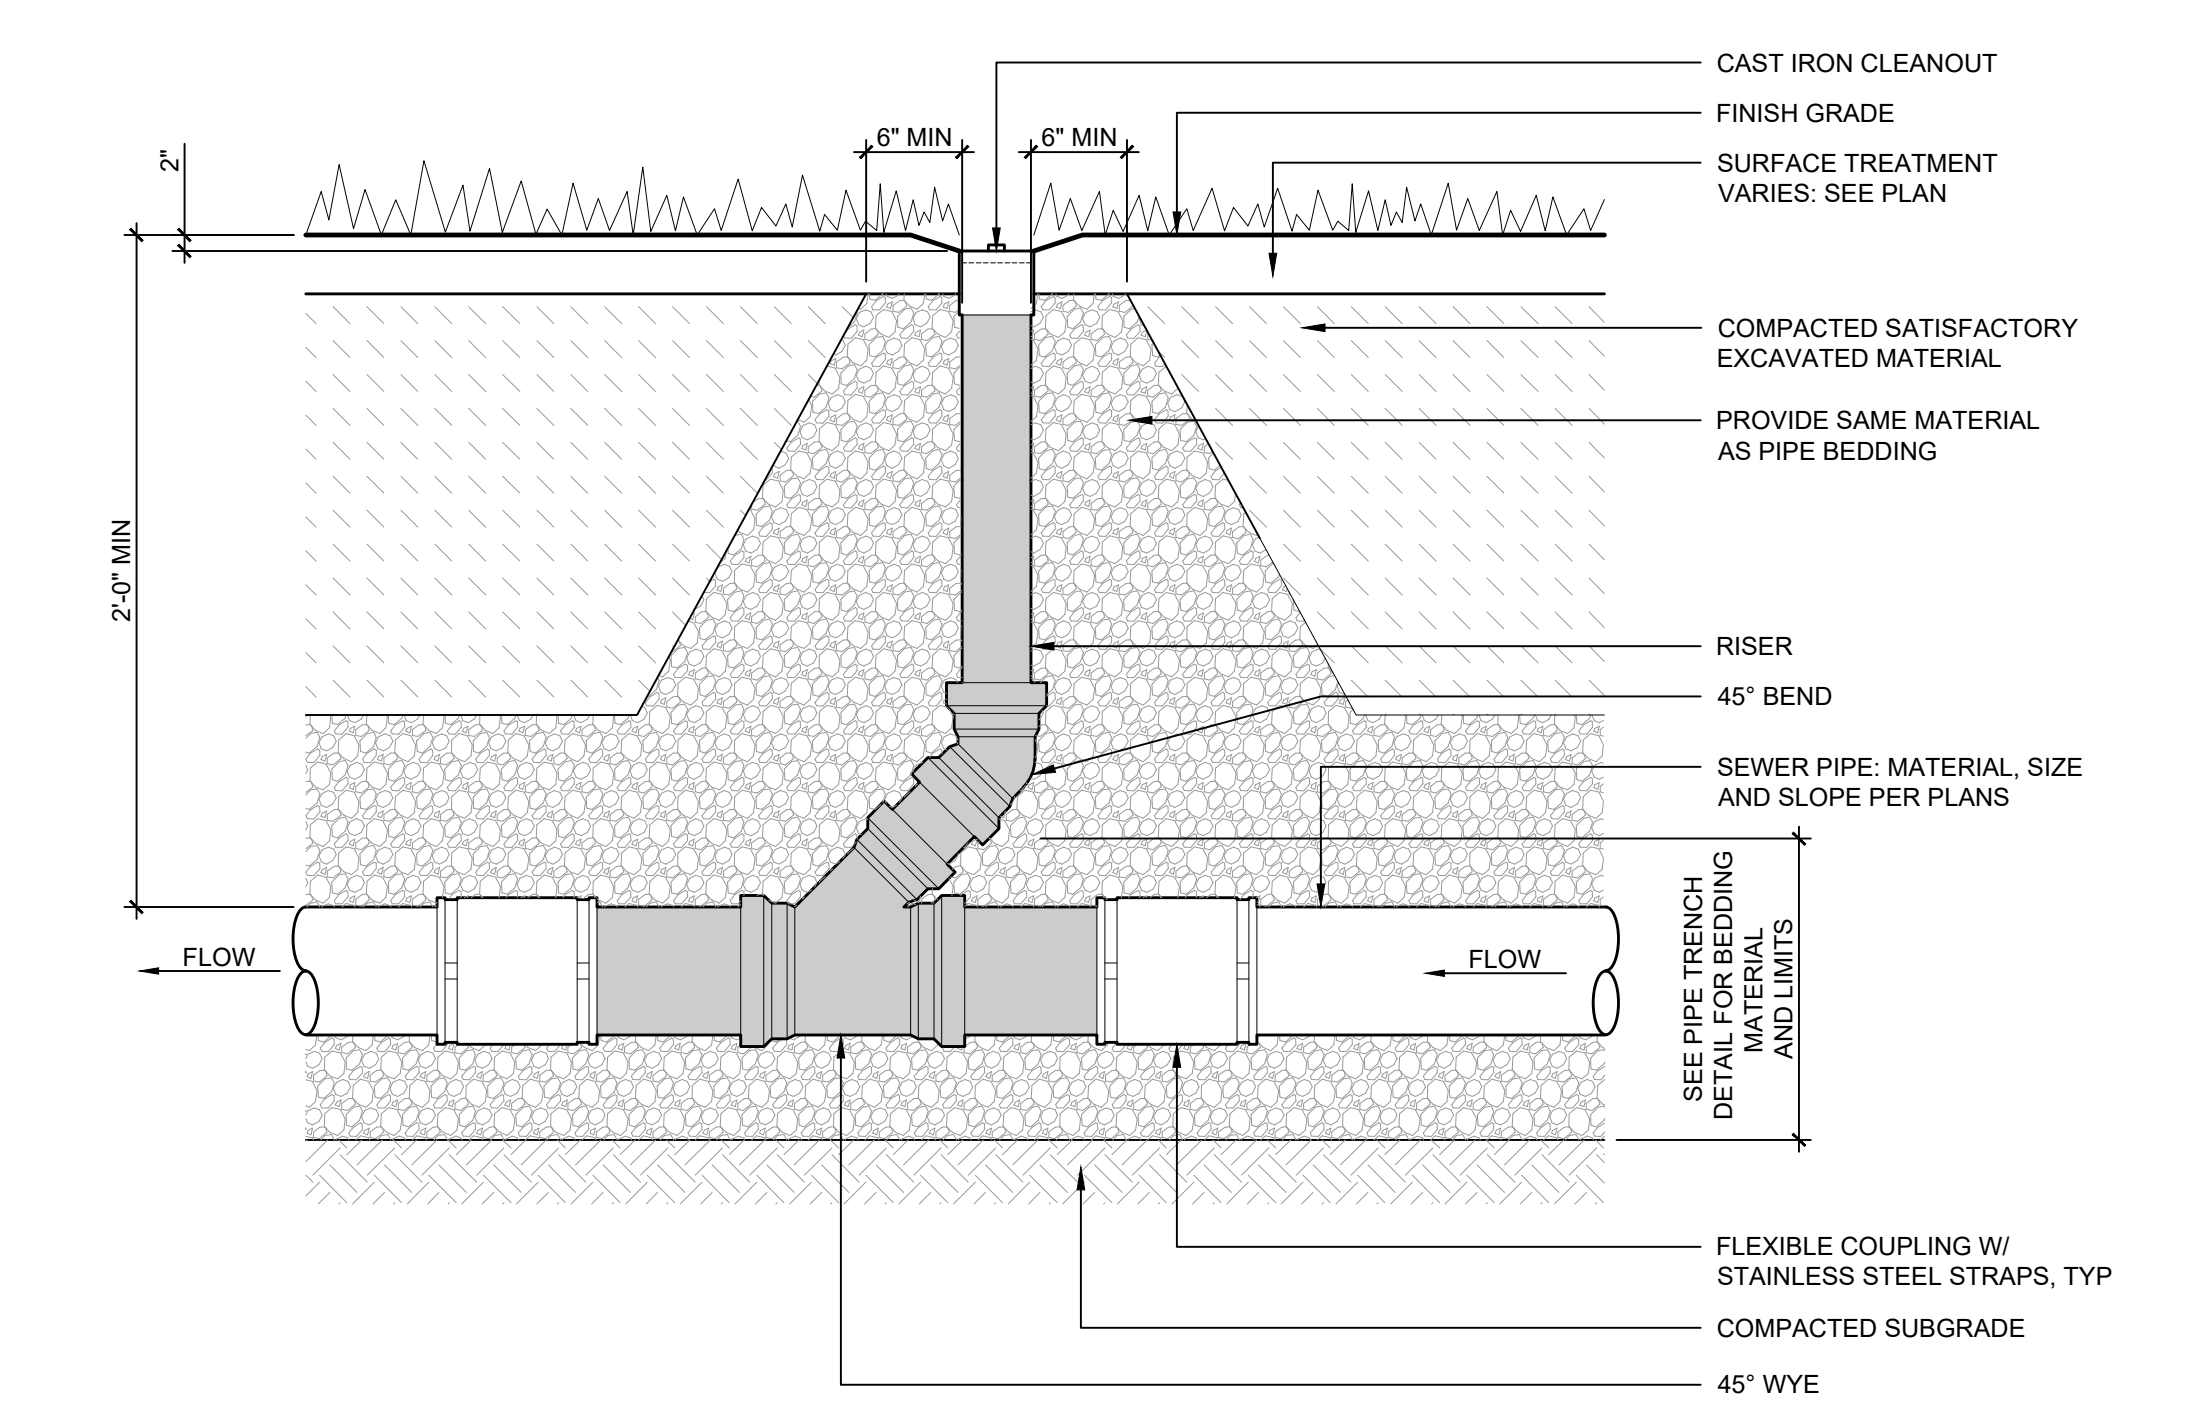 CAST IRON CLEANOUT
FINISH GRADE
6" MIN
6" MIN
2"
SURFACE TREATMENT
VARIES: SEE PLAN
COMPACTED SATISFACTORY
EXCAVATED MATERIAL
PROVIDE SAME MATERIAL
AS PIPE BEDDING
2'-0" MIN
RISER
45° BEND
SEWER PIPE: MATERIAL, SIZE
AND SLOPE PER PLANS
FLOW
FLOW
SEE PIPE TRENCH
DETAIL FOR BEDDING
MATERIAL
AND LIMITS
FLEXIBLE COUPLING W/
STAINLESS STEEL STRAPS, TYP
COMPACTED SUBGRADE
45° WYE